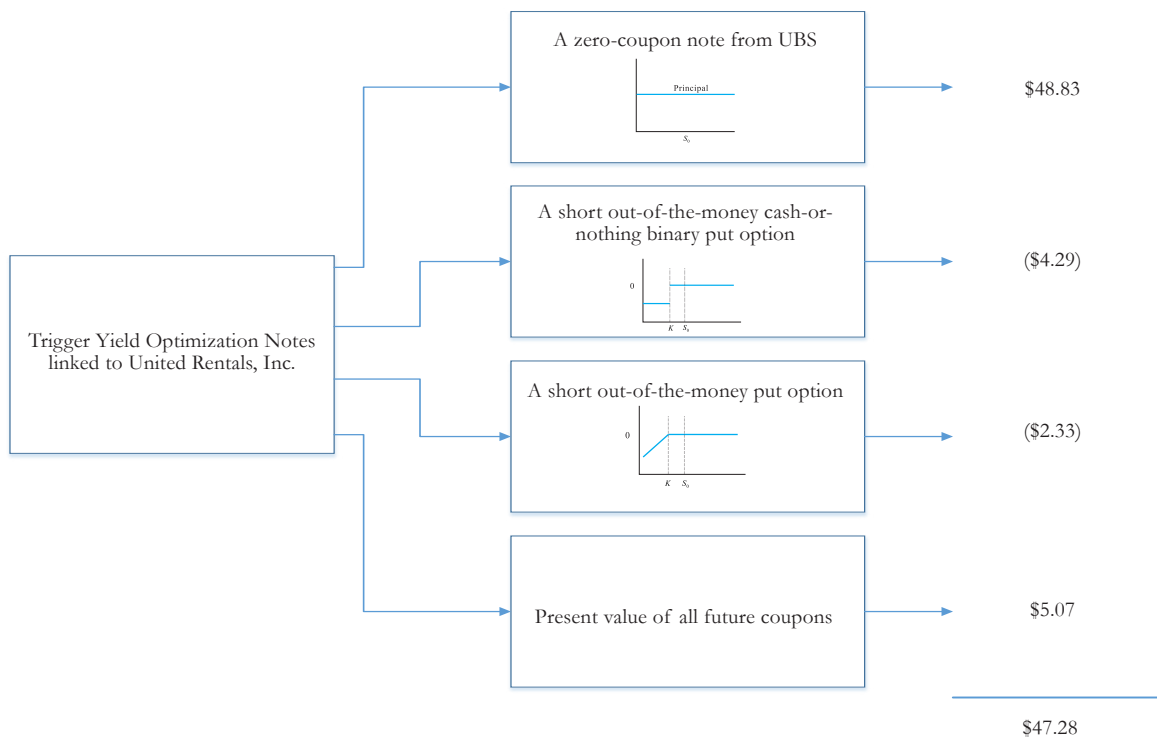 A zero-coupon note from UBS
Principal
S₀
$48.83
A short out-of-the-money cash-or-
nothing binary put option
0
K S₀
($4.29)
Trigger Yield Optimization Notes
linked to United Rentals, Inc.
A short out-of-the-money put option
0
K S₀
($2.33)
Present value of all future coupons
$5.07
$47.28